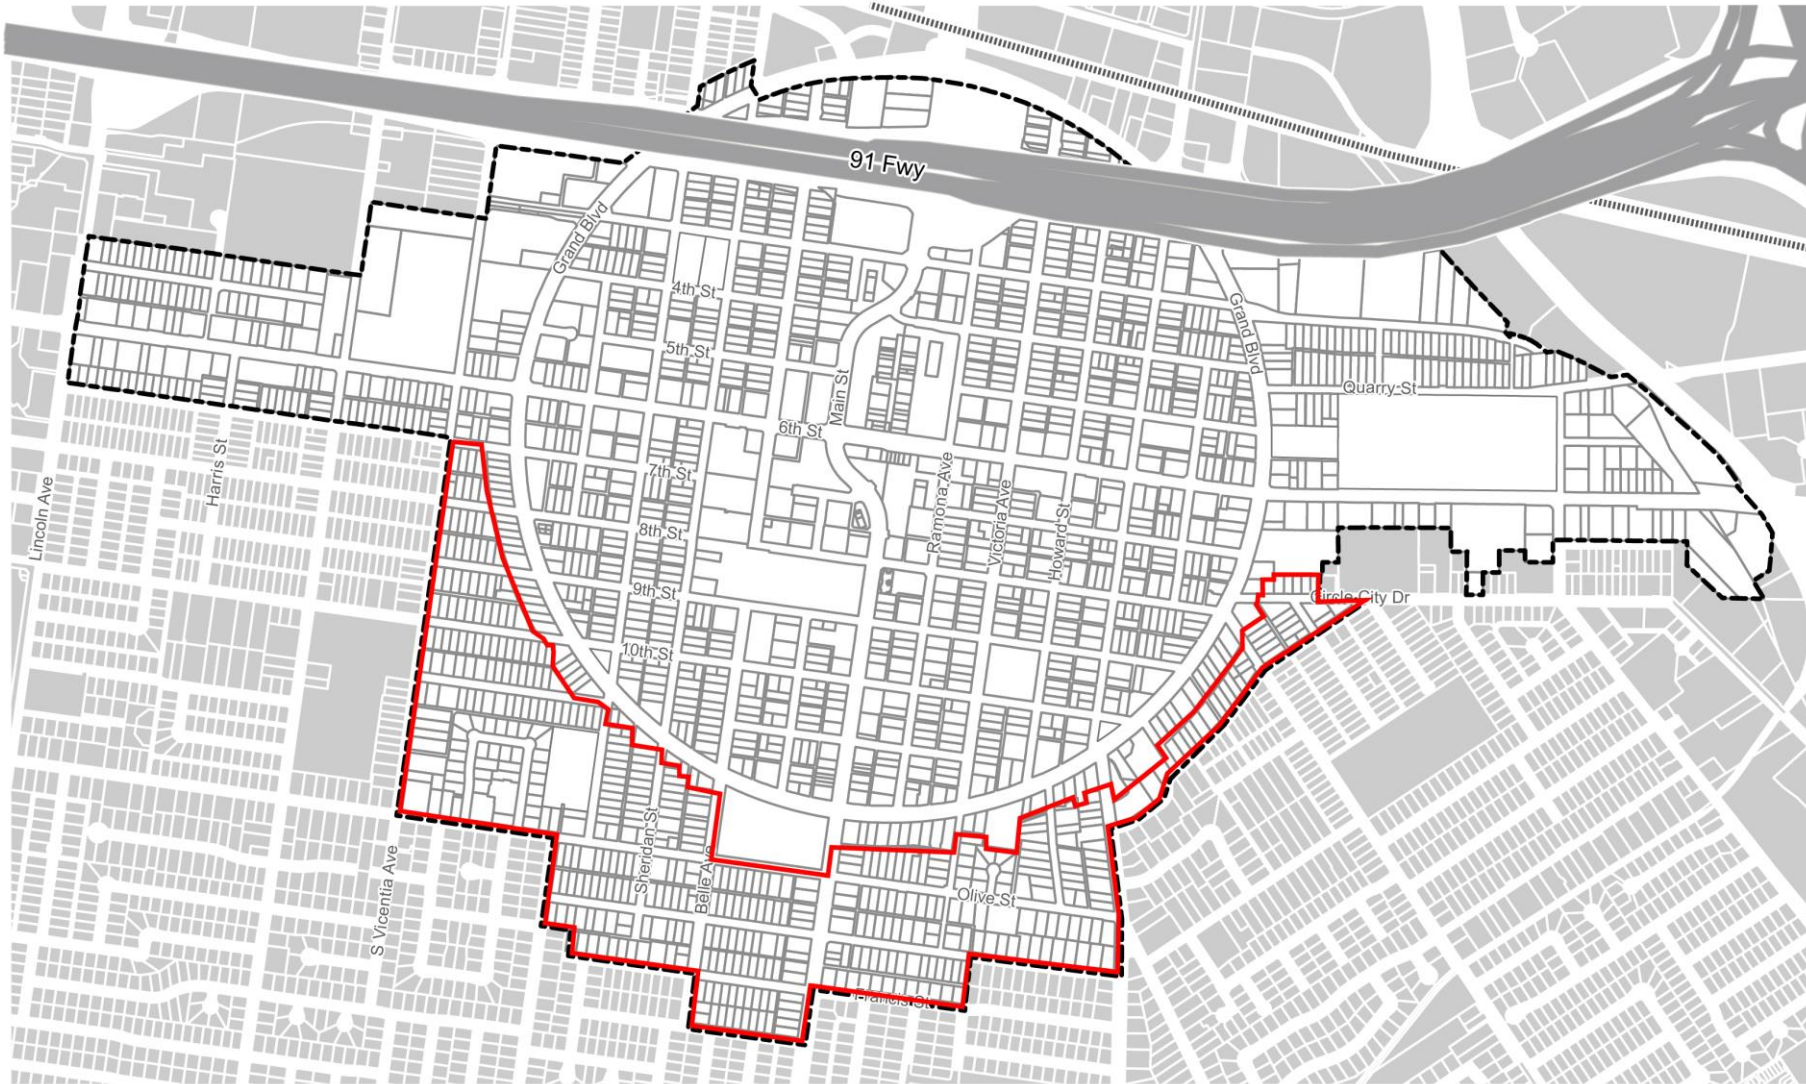 91 Fwy
Grand Blvd
4th St
Grand Blvd
5th St
Quarry St
Main St
6th St
Harris St
7th St
Ramona Ave
Victoria Ave
Howard St
Lincoln Ave
8th St
9th St
Circle City Dr
10th St
Sheridan St
Belle Ave
S Vicentia Ave
Olive St
Francis St